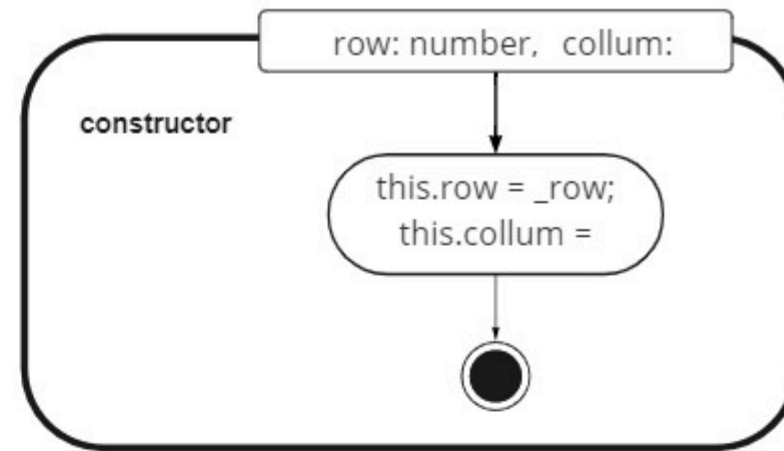 row: number, collum:
constructor
this.row = _row;
this.collum =